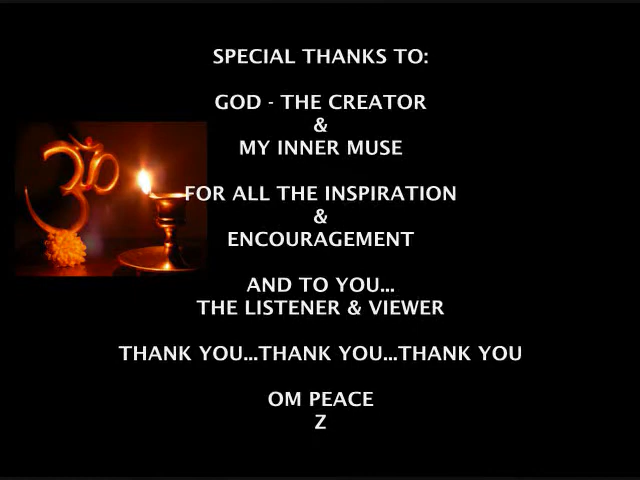 SPECIAL THANKS TO:
GOD - THE CREATOR
&
MY INNER MUSE
FOR ALL THE INSPIRATION
&
ENCOURAGEMENT
AND TO YOU...
THE LISTENER & VIEWER
THANK YOU...THANK YOU...THANK YOU
OM PEACE
Z